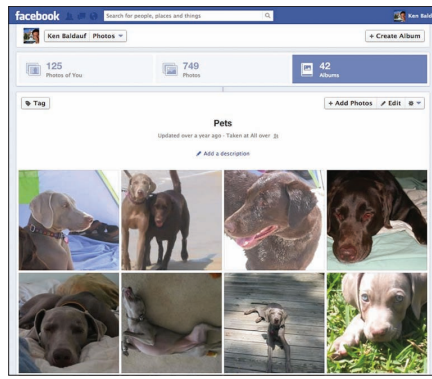 facebook
Search for people, places and things
Ken Bald
Ken Baldauf Photos
+ Create Album
125
Photos of You
749
Photos
42
Albums
Tag
+ Add Photos
Edit
Pets
Updated over a year ago · Taken at All over
Add a description